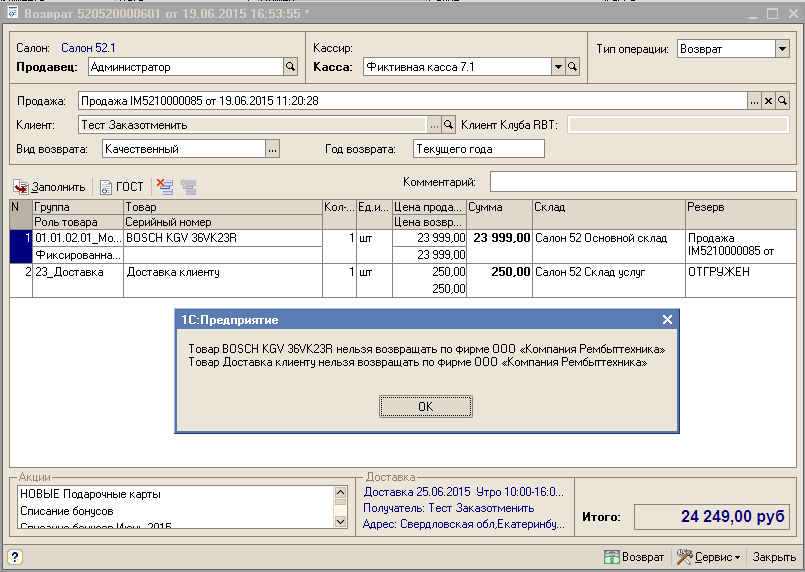 Возврат 520520000601 от 19.06.2015 16:53:55 *
Салон: Салон 52.1
Кассир:
Тип операции: Возврат
Продавец: Администратор
Касса: Фиктивная касса 7.1
Продажа: Продажа IM5210000085 от 19.06.2015 11:20:28
Клиент: Тест Заказотменить
Клиент Клуба RBT:
Вид возврата: Качественный
Год возврата: Текущего года
Заполнить ГОСТ
Комментарий:
N Группа Товар Кол-... Ед.и... Цена прода... Сумма Склад Резерв
Роль товара Серийный номер Цена возвр...
1 01.01.02.01_Мо... BOSCH KGV 36VK23R 1 шт 23 999,00 23 999,00 Салон 52 Основной склад Продажа
Фиксированна... 23 999,00 IM5210000085 от
2 23_Доставка Доставка клиенту 1 шт 250,00 250,00 Салон 52 Склад услуг ОТГРУЖЕН
250,00
1С:Предприятие
Товар BOSCH KGV 36VK23R нельзя возвращать по фирме ООО «Компания Рембыттехника»
Товар Доставка клиенту нельзя возвращать по фирме ООО «Компания Рембыттехника»
OK
Акции
НОВЫЕ Подарочные карты
Списание бонусов
Списание бонусов Июнь 2015
Доставка
Доставка 25.06.2015 Утро 10:00-16:0...
Получатель: Тест Заказотменить
Адрес: Свердловская обл,Екатеринбу...
Итого: 24 249,00 руб
? Возврат Сервис Закрыть